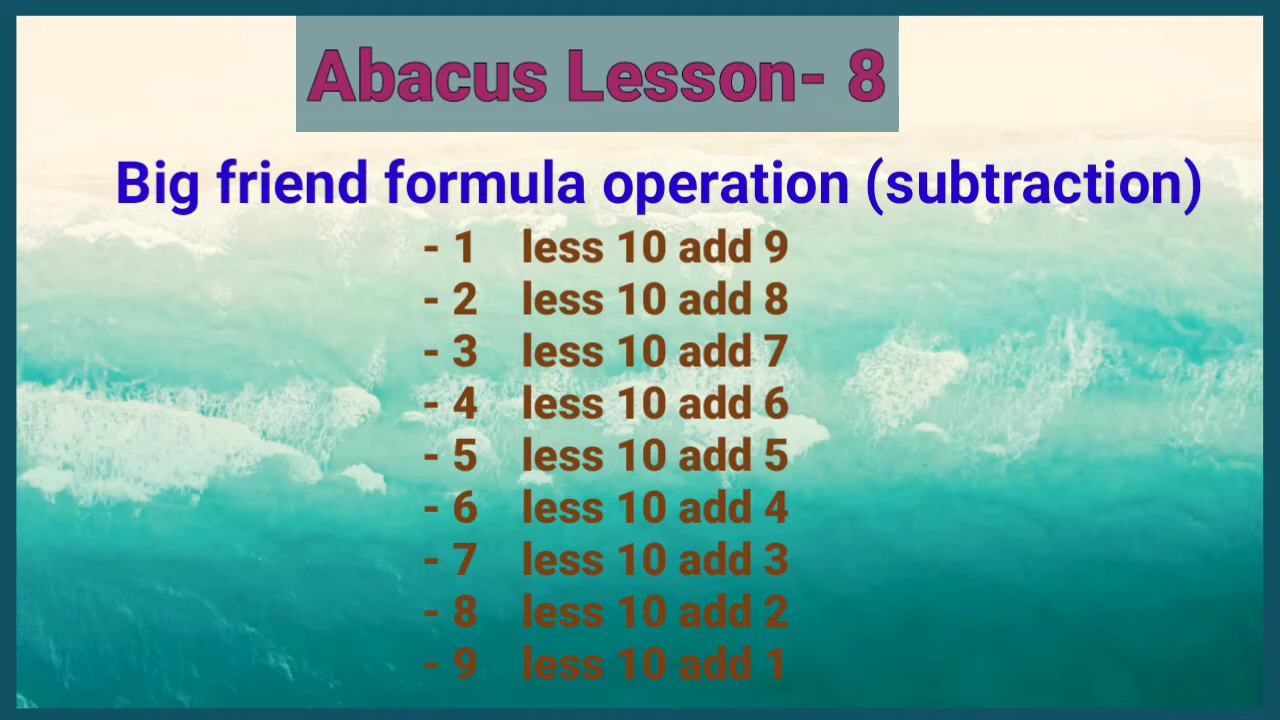 Abacus Lesson- 8
Big friend formula operation (subtraction)
- 1 less 10 add 9
- 2 less 10 add 8
- 3 less 10 add 7
- 4 less 10 add 6
- 5 less 10 add 5
- 6 less 10 add 4
- 7 less 10 add 3
- 8 less 10 add 2
- 9 less 10 add 1